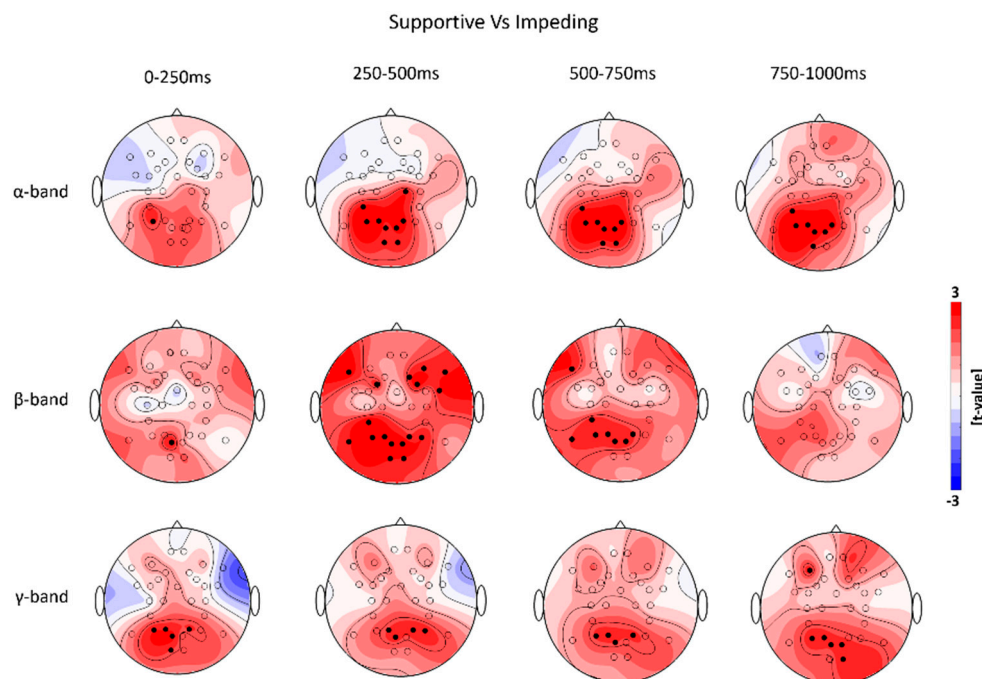 Supportive Vs Impeding
0-250ms
250-500ms
500-750ms
750-1000ms
α-band
β-band
γ-band
3
[t-value]
-3